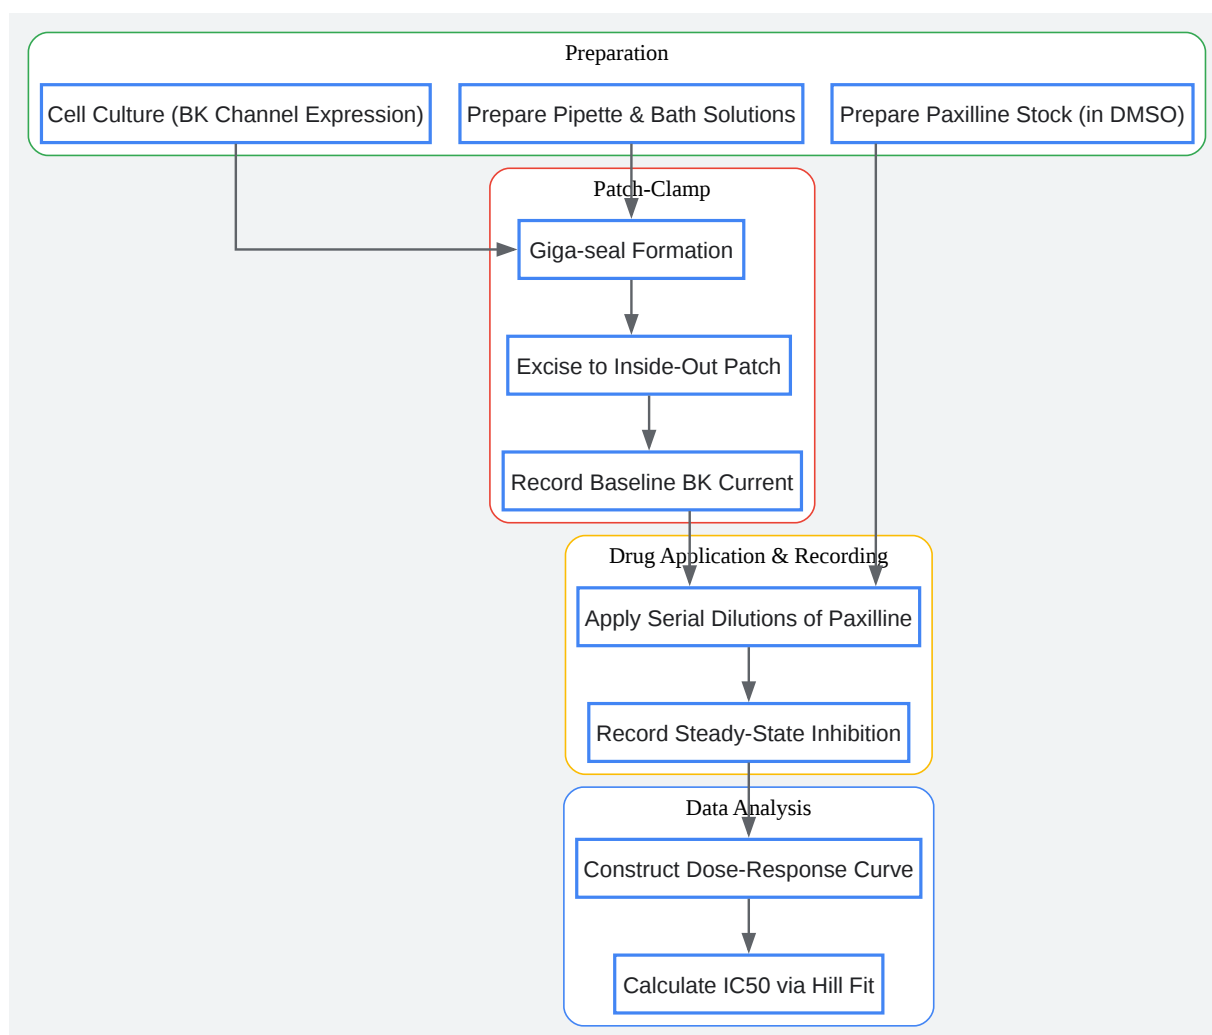 Preparation
Cell Culture (BK Channel Expression)
Prepare Pipette & Bath Solutions
Prepare Paxilline Stock (in DMSO)
Patch-Clamp
Giga-seal Formation
Excise to Inside-Out Patch
Record Baseline BK Current
Drug Application & Recording
Apply Serial Dilutions of Paxilline
Record Steady-State Inhibition
Data Analysis
Construct Dose-Response Curve
Calculate IC50 via Hill Fit